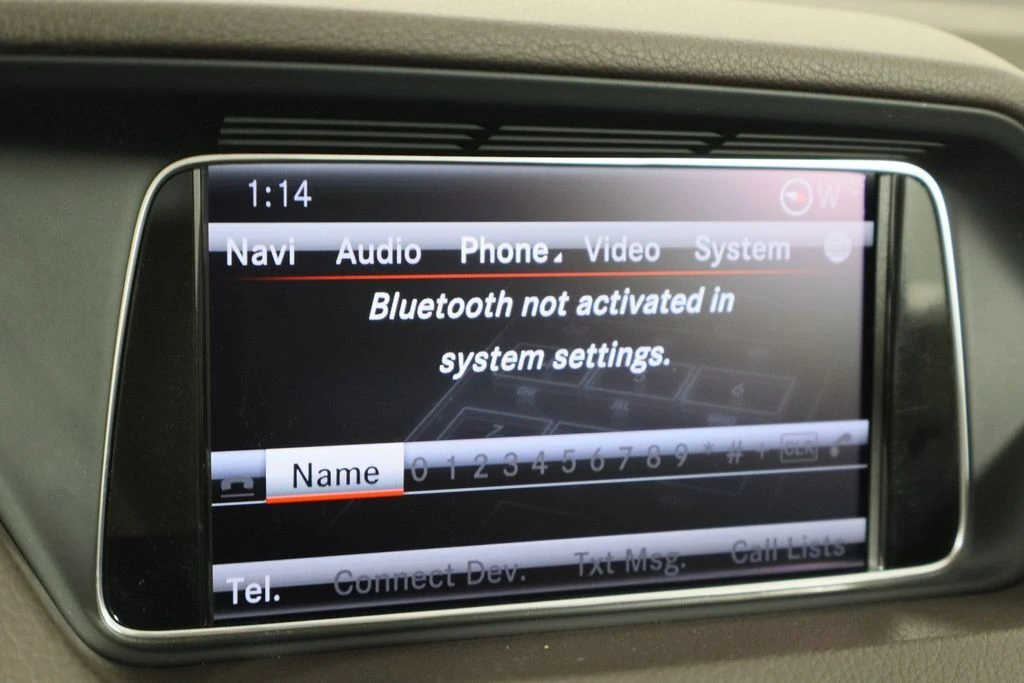 1:14 W
Navi Audio Phone Video System
Bluetooth not activated in
system settings.
Name 0 1 2 3 4 5 6 7 8 9 * # + CLR
Tel. Connect Dev. Txt Msg. Call Lists